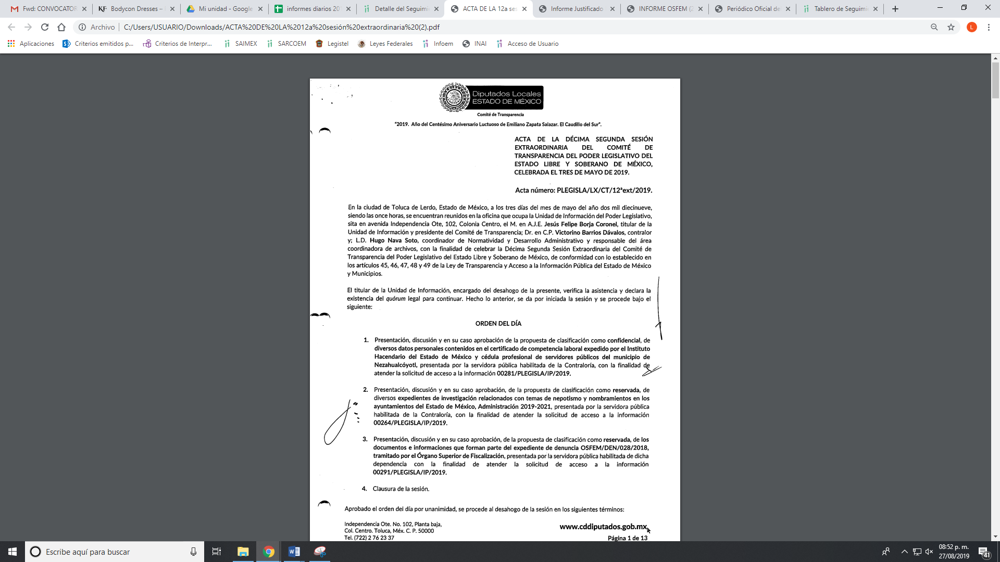 Fwd: CONVOCATOR
Bodycon Dresses –
Mi unidad - Google
informes diarios 20
Detalle del Seguimi
ACTA DE LA 12a ses
Informe Justificado
INFORME OSFEM (2
Periódico Oficial de
Tablero de Seguimi
Archivo
C:/Users/USUARIO/Downloads/ACTA%20DE%20LA%2012a%20sesión%20extraordinaria%20(2).pdf
L
Aplicaciones
Criterios emitidos p...
Criterios de Interpr...
SAIMEX
SARCOEM
Legistel
Leyes Federales
Infoem
INAI
Acceso de Usuario
Diputados Locales
ESTADO DE MÉXICO
Comité de Transparencia
"2019. Año del Centésimo Aniversario Luctuoso de Emiliano Zapata Salazar. El Caudillo del Sur".
ACTA DE LA DÉCIMA SEGUNDA SESIÓN
EXTRAORDINARIA DEL COMITÉ DE
TRANSPARENCIA DEL PODER LEGISLATIVO DEL
ESTADO LIBRE Y SOBERANO DE MÉXICO,
CELEBRADA EL TRES DE MAYO DE 2019.
Acta número: PLEGISLA/LX/CT/12ªext/2019.
En la ciudad de Toluca de Lerdo, Estado de México, a los tres días del mes de mayo del año dos mil diecinueve,
siendo las once horas, se encuentran reunidos en la oficina que ocupa la Unidad de Información del Poder Legislativo,
sita en avenida Independencia Ote, 102, Colonia Centro, el M. en A.J.E. Jesús Felipe Borja Coronel, titular de la
Unidad de Información y presidente del Comité de Transparencia; Dr. en C.P. Victorino Barrios Dávalos, contralor
y; L.D. Hugo Nava Soto, coordinador de Normatividad y Desarrollo Administrativo y responsable del área
coordinadora de archivos, con la finalidad de celebrar la Décima Segunda Sesión Extraordinaria del Comité de
Transparencia del Poder Legislativo del Estado Libre y Soberano de México, de conformidad con lo establecido en
los artículos 45, 46, 47, 48 y 49 de la Ley de Transparencia y Acceso a la Información Pública del Estado de México
y Municipios.
El titular de la Unidad de Información, encargado del desahogo de la presente, verifica la asistencia y declara la
existencia del quórum legal para continuar. Hecho lo anterior, se da por iniciada la sesión y se procede bajo el
siguiente:
ORDEN DEL DÍA
1. Presentación, discusión y en su caso aprobación de la propuesta de clasificación como confidencial, de
diversos datos personales contenidos en el certificado de competencia laboral expedido por el Instituto
Hacendario del Estado de México y cédula profesional de servidores públicos del municipio de
Nezahualcóyotl, presentada por la servidora pública habilitada de la Contraloría, con la finalidad de
atender la solicitud de acceso a la información 00281/PLEGISLA/IP/2019.
2. Presentación, discusión y en su caso aprobación, de la propuesta de clasificación como reservada, de
diversos expedientes de investigación relacionados con temas de nepotismo y nombramientos en los
ayuntamientos del Estado de México, Administración 2019-2021, presentada por la servidora pública
habilitada de la Contraloría, con la finalidad de atender la solicitud de acceso a la información
00264/PLEGISLA/IP/2019.
3. Presentación, discusión y en su caso aprobación, de la propuesta de clasificación como reservada, de los
documentos e informaciones que forman parte del expediente de denuncia OSFEM/DEN/028/2018,
tramitado por el Órgano Superior de Fiscalización, presentada por la servidora pública habilitada de dicha
dependencia con la finalidad de atender la solicitud de acceso a la información
00291/PLEGISLA/IP/2019.
4. Clausura de la sesión.
Aprobado el orden del día por unanimidad, se procede al desahogo de la sesión en los siguientes términos:
Independencia Ote. No. 102, Planta baja,
Col. Centro. Toluca, Méx. C. P. 50000
Tel. (722) 2 76 23 37
www.cddiputados.gob.mx
Página 1 de 13
Escribe aquí para buscar
08:52 p. m.
27/08/2019
41